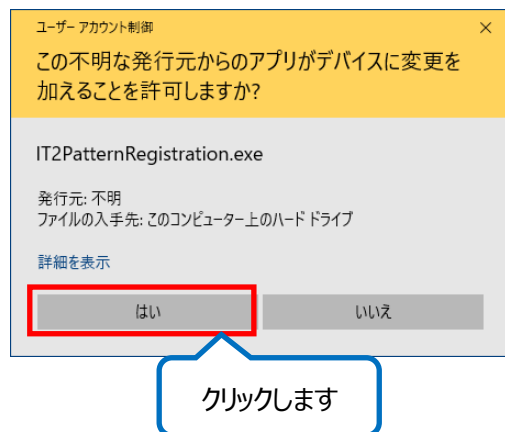 ユーザー アカウント制御
この不明な発行元からのアプリがデバイスに変更を
加えることを許可しますか?
IT2PatternRegistration.exe
発行元: 不明
ファイルの入手先: このコンピューター上のハード ドライブ
詳細を表示
はい
いいえ
クリックします